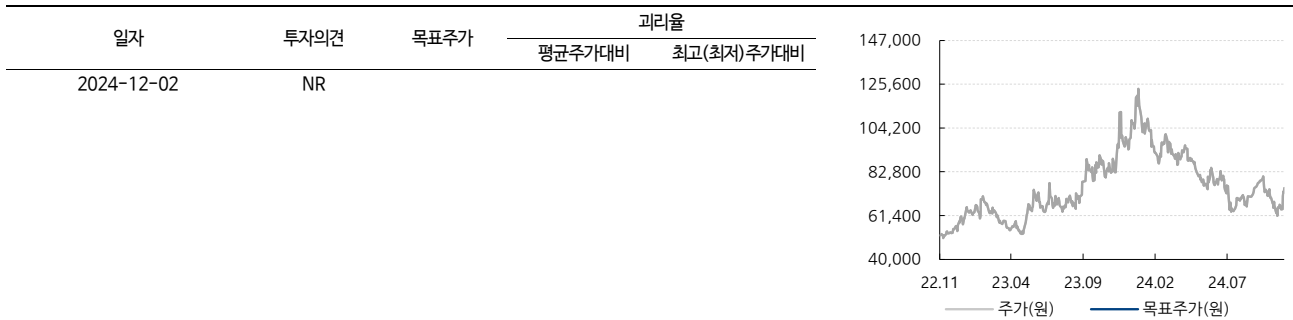 일자 투자의견 목표주가 괴리율
평균주가대비 최고(최저)주가대비
2024-12-02 NR
147,000
125,600
104,200
82,800
61,400
40,000
22.11 23.04 23.09 24.02 24.07
주가(원) 목표주가(원)